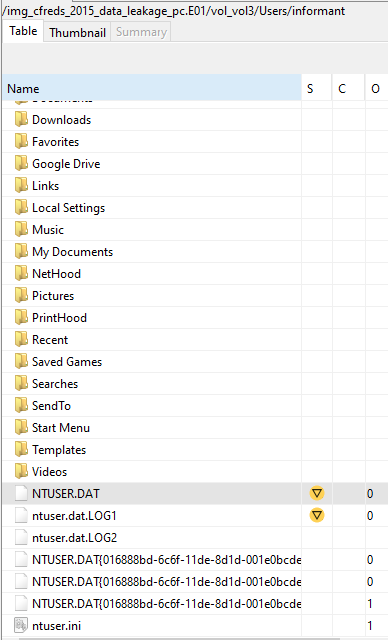 /img_cfreds_2015_data_leakage_pc.E01/vol_vol3/Users/informant
Table Thumbnail Summary
Name S C O
Documents
Downloads
Favorites
Google Drive
Links
Local Settings
Music
My Documents
NetHood
Pictures
PrintHood
Recent
Saved Games
Searches
SendTo
Start Menu
Templates
Videos
NTUSER.DAT 0
ntuser.dat.LOG1 0
ntuser.dat.LOG2
NTUSER.DAT{016888bd-6c6f-11de-8d1d-001e0bcde 0
NTUSER.DAT{016888bd-6c6f-11de-8d1d-001e0bcde 0
NTUSER.DAT{016888bd-6c6f-11de-8d1d-001e0bcde 1
ntuser.ini 1